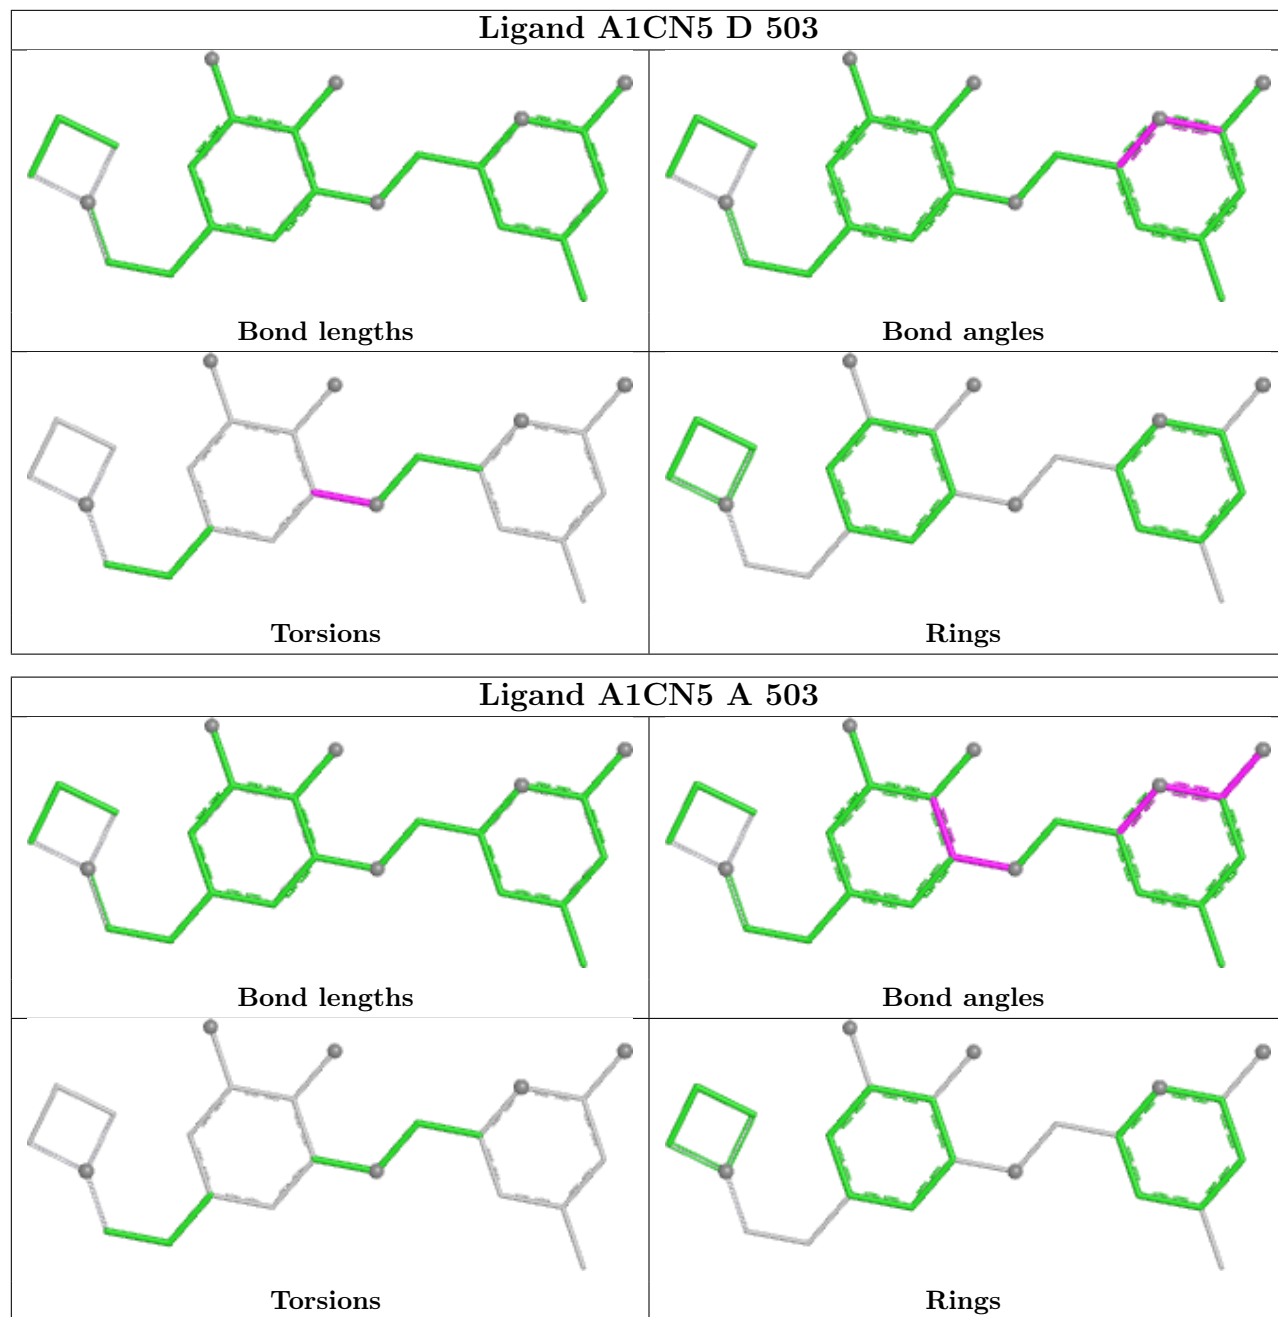 Ligand A1CN5 D 503
Bond lengths
Bond angles
Torsions
Rings
Ligand A1CN5 A 503
Bond lengths
Bond angles
Torsions
Rings